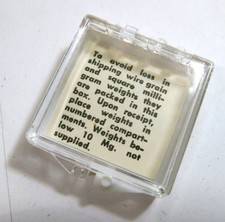 To avoid loss in
shipping wire grain
and square milli-
gram weights they
are packed in this
box. Upon receipt,
place weights in
numbered compart-
ments. Weights be-
low 10 Mg. not
supplied.